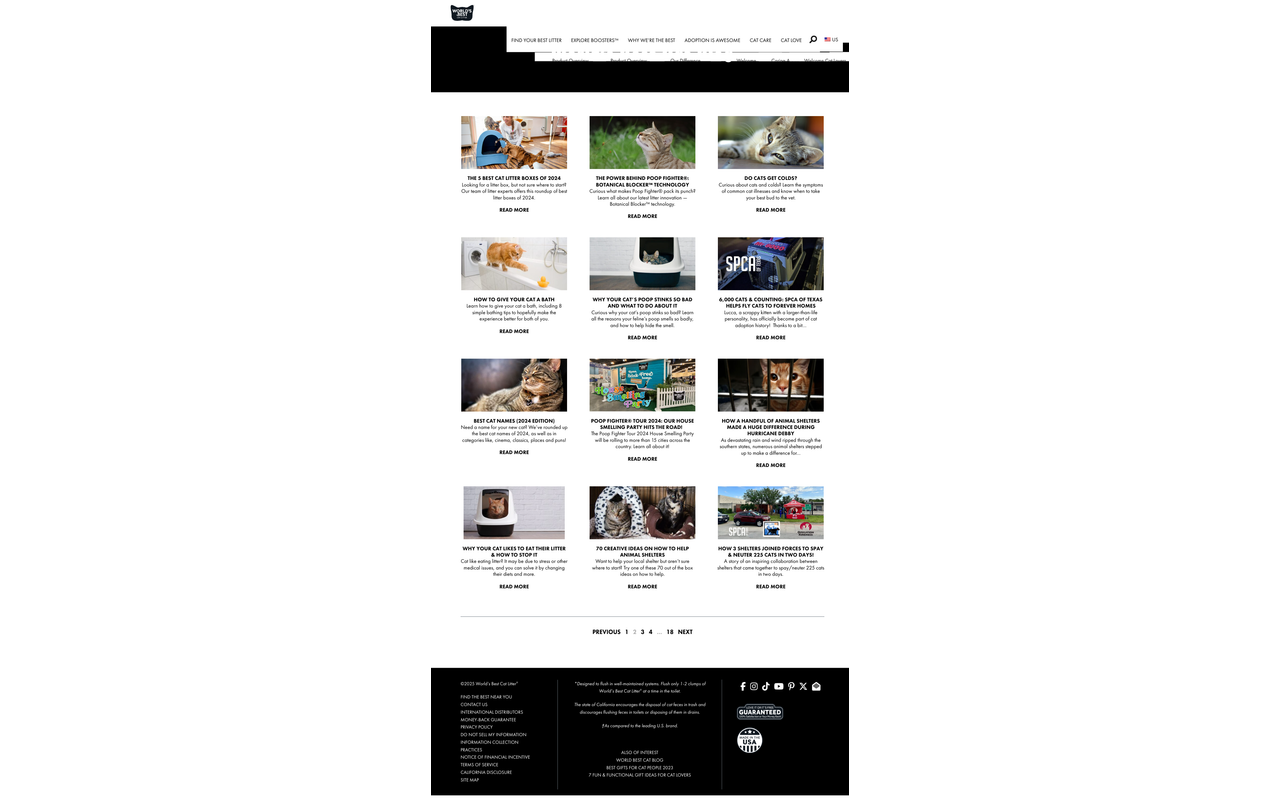 WORLD'S BEST
FIND YOUR BEST LITTER EXPLORE BOOSTERS™ WHY WE'RE THE BEST ADOPTION IS AWESOME CAT CARE CAT LOVE US
Product Overview Product Overview Our Difference Welcome
THE 5 BEST CAT LITTER BOXES OF 2024
Looking for a litter box, but not sure where to start?
Our team of litter experts offers this roundup of best
litter boxes of 2024.
READ MORE
THE POWER BEHIND POOP FIGHTER®:
BOTANICAL BLOCKER™ TECHNOLOGY
Curious what makes Poop Fighter® pack its punch?
Learn all about our latest litter innovation —
Botanical Blocker™ technology.
READ MORE
DO CATS GET COLDS?
Curious about cats and colds? Learn the symptoms
of common cat illnesses and know when to take
your best bud to the vet.
READ MORE
HOW TO GIVE YOUR CAT A BATH
Learn how to give your cat a bath, including 8
simple bathing tips to hopefully make the
experience better for both of you.
READ MORE
WHY YOUR CAT'S POOP STINKS SO BAD
AND WHAT TO DO ABOUT IT
Curious why your cat's poop stinks so bad? Learn
all the reasons your feline's poop smells so badly,
and how to help hide the smell.
READ MORE
SPCA
6,000 CATS & COUNTING: SPCA OF TEXAS
HELPS FLY CATS TO FOREVER HOMES
Lucca, a scrappy kitten with a larger-than-life
personality, has officially become part of cat
adoption history! Thanks to a bit...
READ MORE
BEST CAT NAMES (2024 EDITION)
Need a name for your new cat? We've rounded up
the best cat names of 2024, as well as in
categories like, cinema, classics, places and puns!
READ MORE
House
Smelling
Party
POOP FIGHTER® TOUR 2024: OUR HOUSE
SMELLING PARTY HITS THE ROAD!
The Poop Fighter Tour 2024 House Smelling Party
will be rolling to more than 15 cities across the
country. Learn all about it!
READ MORE
HOW A HANDFUL OF ANIMAL SHELTERS
MADE A HUGE DIFFERENCE DURING
HURRICANE DEBBY
As devastating rain and wind ripped through the
southern states, numerous animal shelters stepped
up to make a difference for...
READ MORE
WHY YOUR CAT LIKES TO EAT THEIR LITTER
& HOW TO STOP IT
Cat like eating litter? It may be due to stress or other
medical issues, and you can solve it by changing
their diets and more.
READ MORE
70 CREATIVE IDEAS ON HOW TO HELP
ANIMAL SHELTERS
Want to help your local shelter but aren't sure
where to start? Try one of these 70 out of the box
ideas on how to help.
READ MORE
SPCA
HOW 3 SHELTERS JOINED FORCES TO SPAY
& NEUTER 225 CATS IN TWO DAYS!
A story of an inspiring collaboration between
shelters that came together to spay/neuter 225 cats
in two days.
READ MORE
PREVIOUS 1 2 3 4 ... 18 NEXT
©2025 World's Best Cat Litter®
FIND THE BEST NEAR YOU
CONTACT US
INTERNATIONAL DISTRIBUTORS
MONEY-BACK GUARANTEE
PRIVACY POLICY
DO NOT SELL MY INFORMATION
INFORMATION COLLECTION
PRACTICES
NOTICE OF FINANCIAL INCENTIVE
TERMS OF SERVICE
CALIFORNIA DISCLOSURE
SITE MAP
*Designed to flush in well-maintained systems. Flush only 1-2 clumps of
World's Best Cat Litter® at a time in the toilet.
The state of California encourages the disposal of cat feces in trash and
discourages flushing feces in toilets or disposing of them in drains.
‡As compared to the leading U.S. brand.
ALSO OF INTEREST
WORLD BEST CAT BLOG
BEST GIFTS FOR CAT PEOPLE 2023
7 FUN & FUNCTIONAL GIFT IDEAS FOR CAT LOVERS
GUARANTEED
MADE IN THE
USA